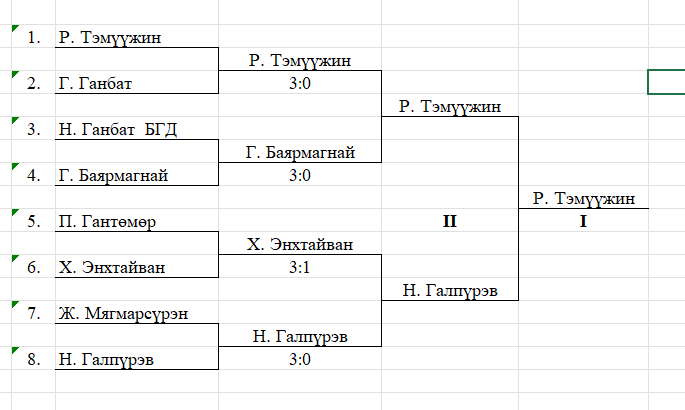 1. Р. Тэмүүжин
Р. Тэмүүжин
2. Г. Ганбат 3:0
Р. Тэмүүжин
3. Н. Ганбат БГД
Г. Баярмагнай
4. Г. Баярмагнай 3:0
Р. Тэмүүжин
5. П. Гантөмөр II I
Х. Энхтайван
6. Х. Энхтайван 3:1
Н. Галпүрэв
7. Ж. Мягмарсүрэн
Н. Галпүрэв
8. Н. Галпүрэв 3:0